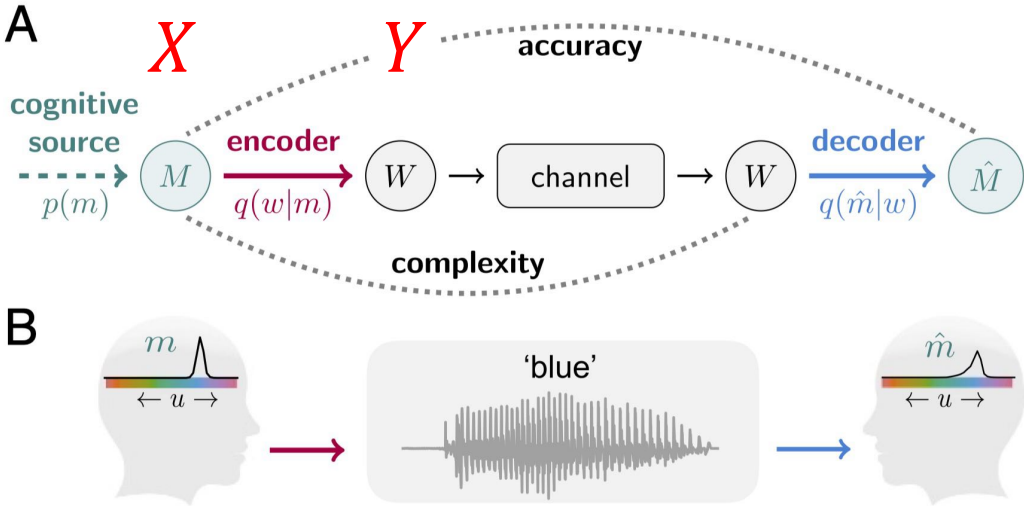 A
X
Y
accuracy
cognitive
source
encoder
decoder
M
W
channel
W
M̂
p(m)
q(w|m)
q(m̂|w)
complexity
B
m
‘blue’
m̂
← u →
← u →